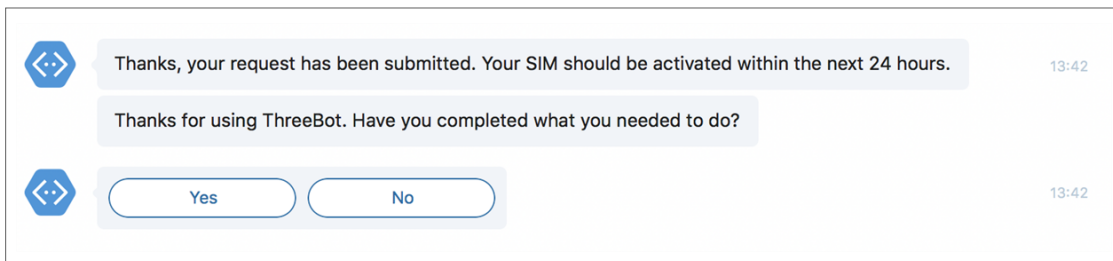 Thanks, your request has been submitted. Your SIM should be activated within the next 24 hours.
13:42
Thanks for using ThreeBot. Have you completed what you needed to do?
Yes
No
13:42